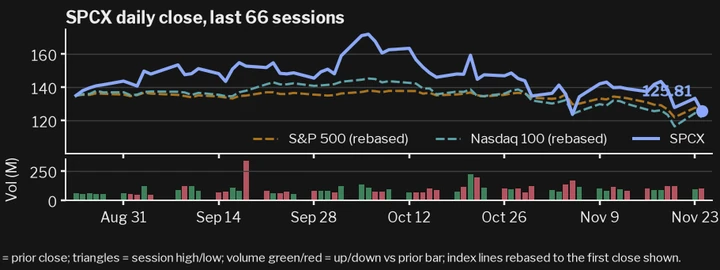 SPCX daily close, last 66 sessions
160
140
120
125.81
S&P 500 (rebased) Nasdaq 100 (rebased) SPCX
Vol (M)
250
0
Aug 31 Sep 14 Sep 28 Oct 12 Oct 26 Nov 9 Nov 23
= prior close; triangles = session high/low; volume green/red = up/down vs prior bar; index lines rebased to the first close shown.